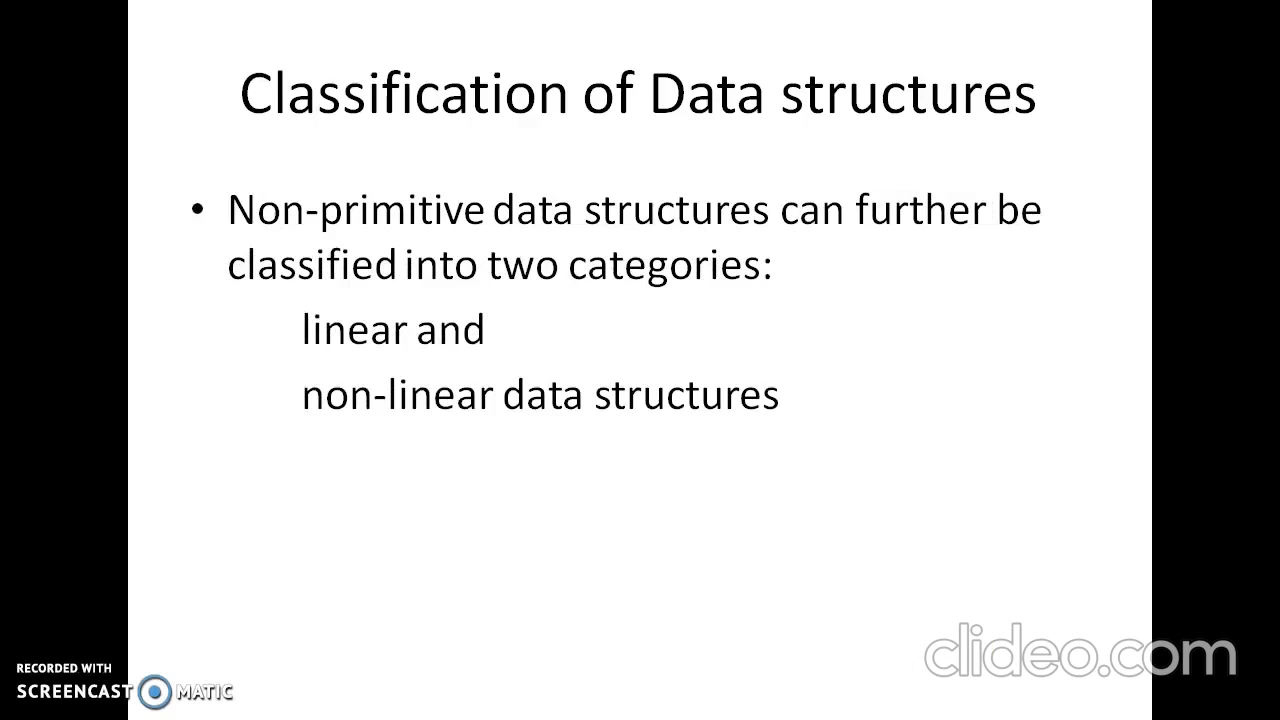 Classification of Data structures
• Non-primitive data structures can further be
classified into two categories:
linear and
non-linear data structures
clideo.com
RECORDED WITH
SCREENCAST MATIC